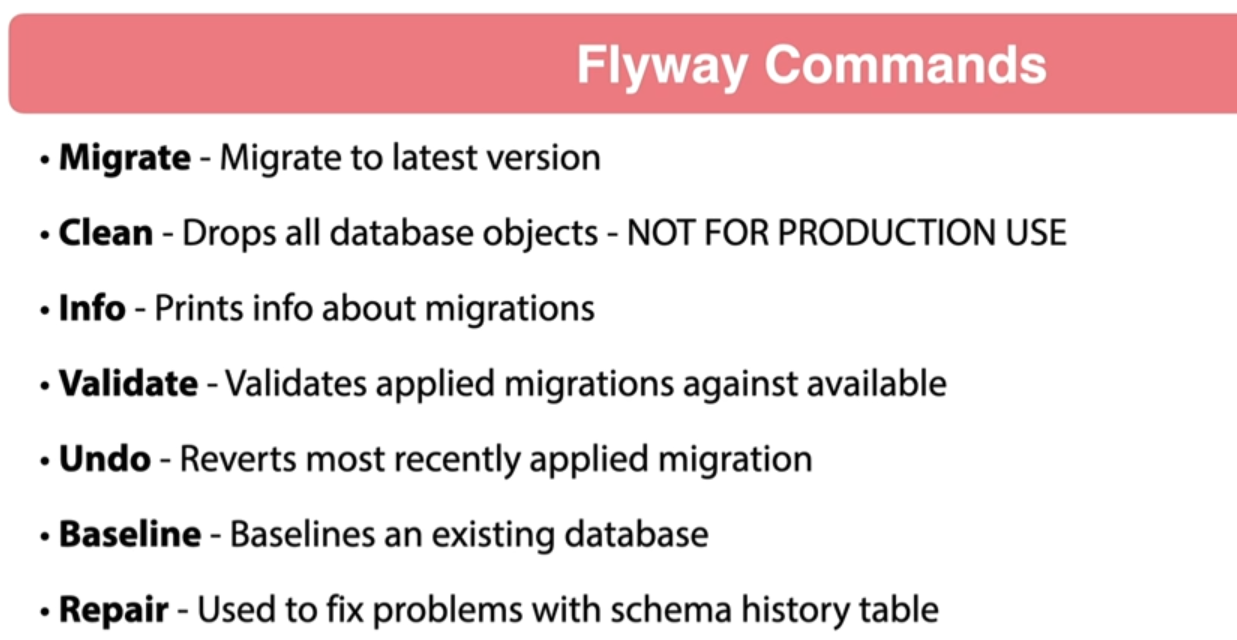 Flyway Commands
• Migrate - Migrate to latest version
• Clean - Drops all database objects - NOT FOR PRODUCTION USE
• Info - Prints info about migrations
• Validate - Validates applied migrations against available
• Undo - Reverts most recently applied migration
• Baseline - Baselines an existing database
• Repair - Used to fix problems with schema history table